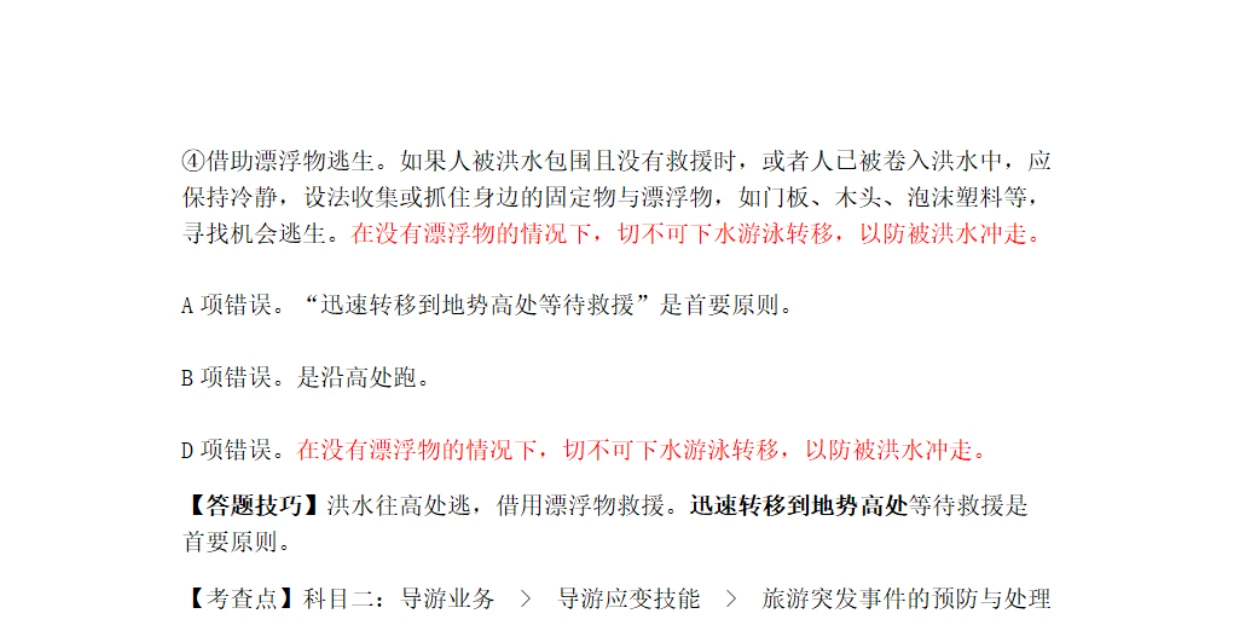 ④借助漂浮物逃生。如果人被洪水包围且没有救援时，或者人已被卷入洪水中，应
保持冷静，设法收集或抓住身边的固定物与漂浮物，如门板、木头、泡沫塑料等，
寻找机会逃生。在没有漂浮物的情况下，切不可下水游泳转移，以防被洪水冲走。
A 项错误。“迅速转移到地势高处等待救援”是首要原则。
B 项错误。是沿高处跑。
D 项错误。在没有漂浮物的情况下，切不可下水游泳转移，以防被洪水冲走。
【答题技巧】洪水往高处逃，借用漂浮物救援。迅速转移到地势高处等待救援是
首要原则。
【考查点】科目二：导游业务 > 导游应变技能 > 旅游突发事件的预防与处理